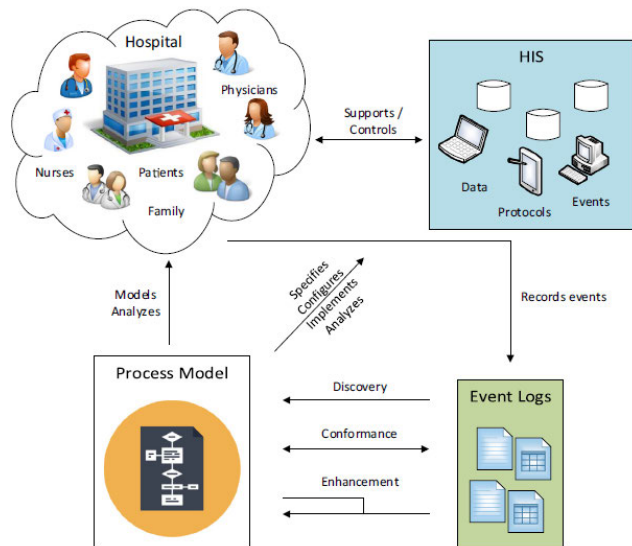 Hospital
Physicians
Nurses
Patients
Family
HIS
Data
Protocols
Events
Supports /
Controls
Models
Analyzes
Specifies
Configures
Implements
Analyzes
Records events
Process Model
Discovery
Conformance
Enhancement
Event Logs